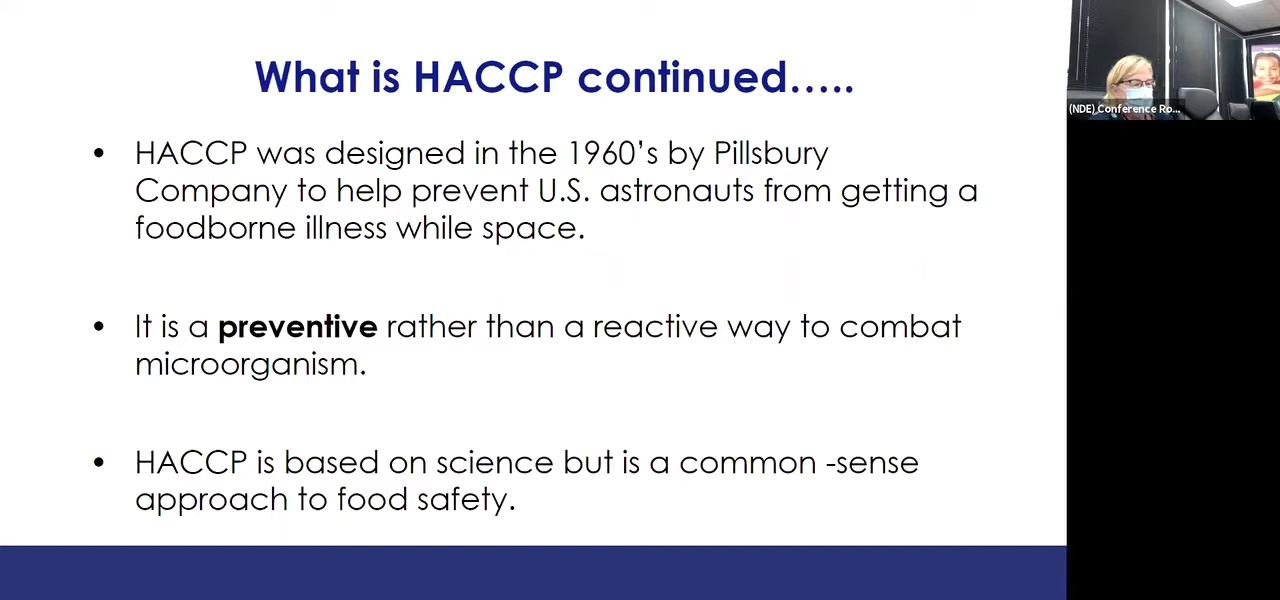 What is HACCP continued…..
• HACCP was designed in the 1960's by Pillsbury
Company to help prevent U.S. astronauts from getting a
foodborne illness while space.
• It is a preventive rather than a reactive way to combat
microorganism.
• HACCP is based on science but is a common -sense
approach to food safety.
(NDE) Conference Ro...